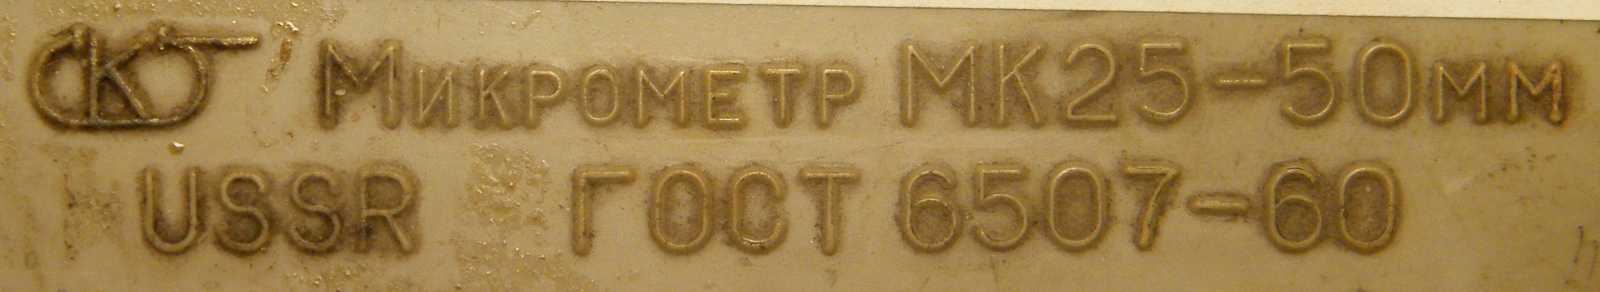 Микрометр МК25-50мм
USSR ГОСТ 6507-60